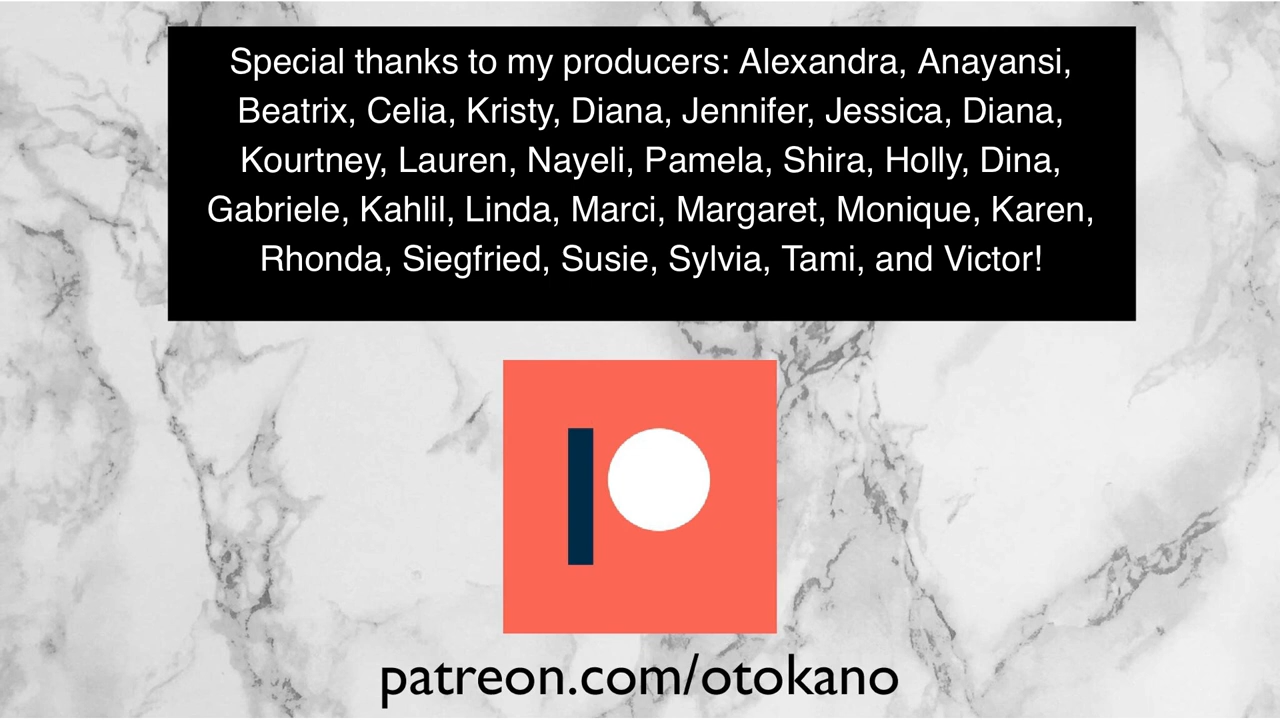 Special thanks to my producers: Alexandra, Anayansi,
Beatrix, Celia, Kristy, Diana, Jennifer, Jessica, Diana,
Kourtney, Lauren, Nayeli, Pamela, Shira, Holly, Dina,
Gabriele, Kahlil, Linda, Marci, Margaret, Monique, Karen,
Rhonda, Siegfried, Susie, Sylvia, Tami, and Victor!
patreon.com/otokano